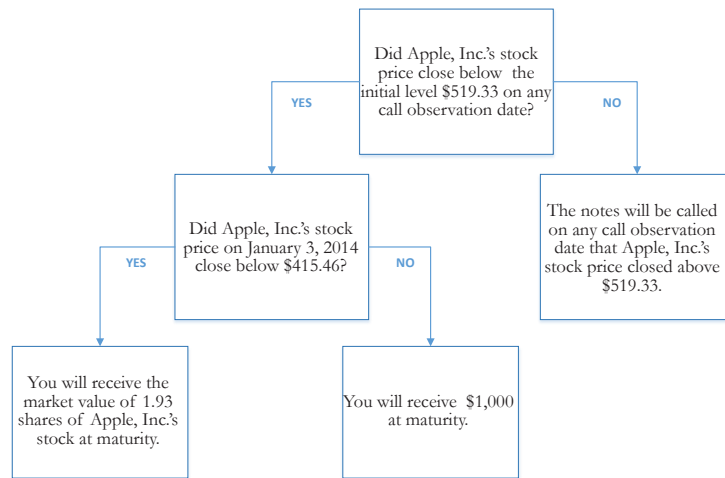 Did Apple, Inc.'s stock
price close below the
initial level $519.33 on any
call observation date?
YES
NO
Did Apple, Inc.'s stock
price on January 3, 2014
close below $415.46?
The notes will be called
on any call observation
date that Apple, Inc.'s
stock price closed above
$519.33.
YES
NO
You will receive the
market value of 1.93
shares of Apple, Inc.'s
stock at maturity.
You will receive $1,000
at maturity.